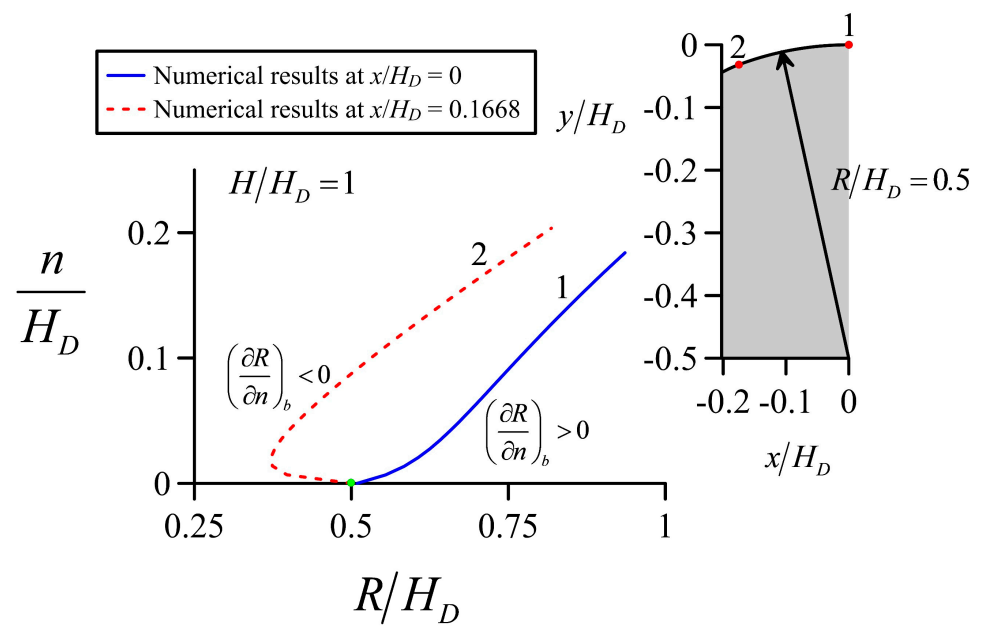 Numerical results at x/H_D = 0
Numerical results at x/H_D = 0.1668
H/H_D = 1
n
H_D
0.2
0.1
0
0.25
0.5
0.75
1
R/H_D
2
1
(∂R/∂n)_b < 0
(∂R/∂n)_b > 0
y/H_D
0
-0.1
-0.2
-0.3
-0.4
-0.5
2
1
R/H_D = 0.5
-0.2
-0.1
0
x/H_D